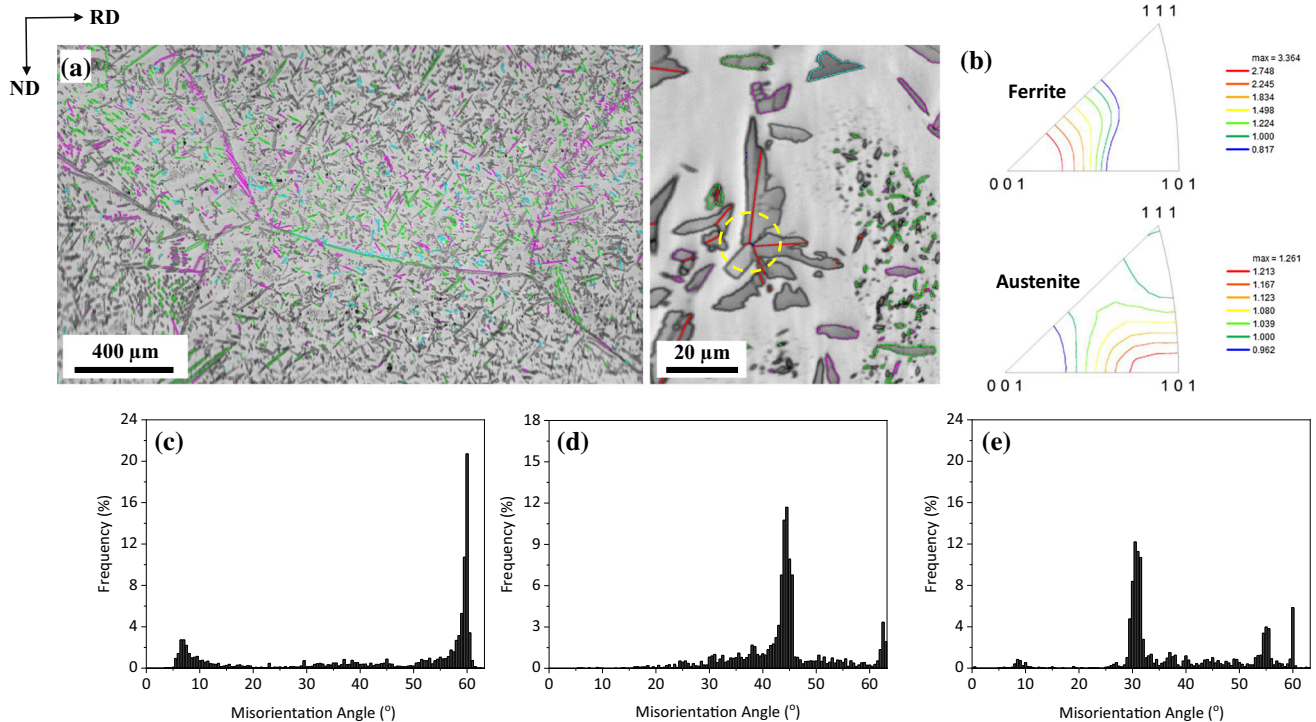 RD
ND
(a)
400 µm
20 µm
(b)
1 1 1
Ferrite
max = 3.364
2.748
2.245
1.834
1.498
1.224
1.000
0.817
0 0 1
1 0 1
1 1 1
Austenite
max = 1.261
1.213
1.167
1.123
1.080
1.039
1.000
0.962
0 0 1
1 0 1
(c)
24
20
16
12
8
4
0
Frequency (%)
0 10 20 30 40 50 60
Misorientation Angle (°)
(d)
18
15
12
9
6
3
0
Frequency (%)
0 10 20 30 40 50 60
Misorientation Angle (°)
(e)
24
20
16
12
8
4
0
Frequency (%)
0 10 20 30 40 50 60
Misorientation Angle (°)